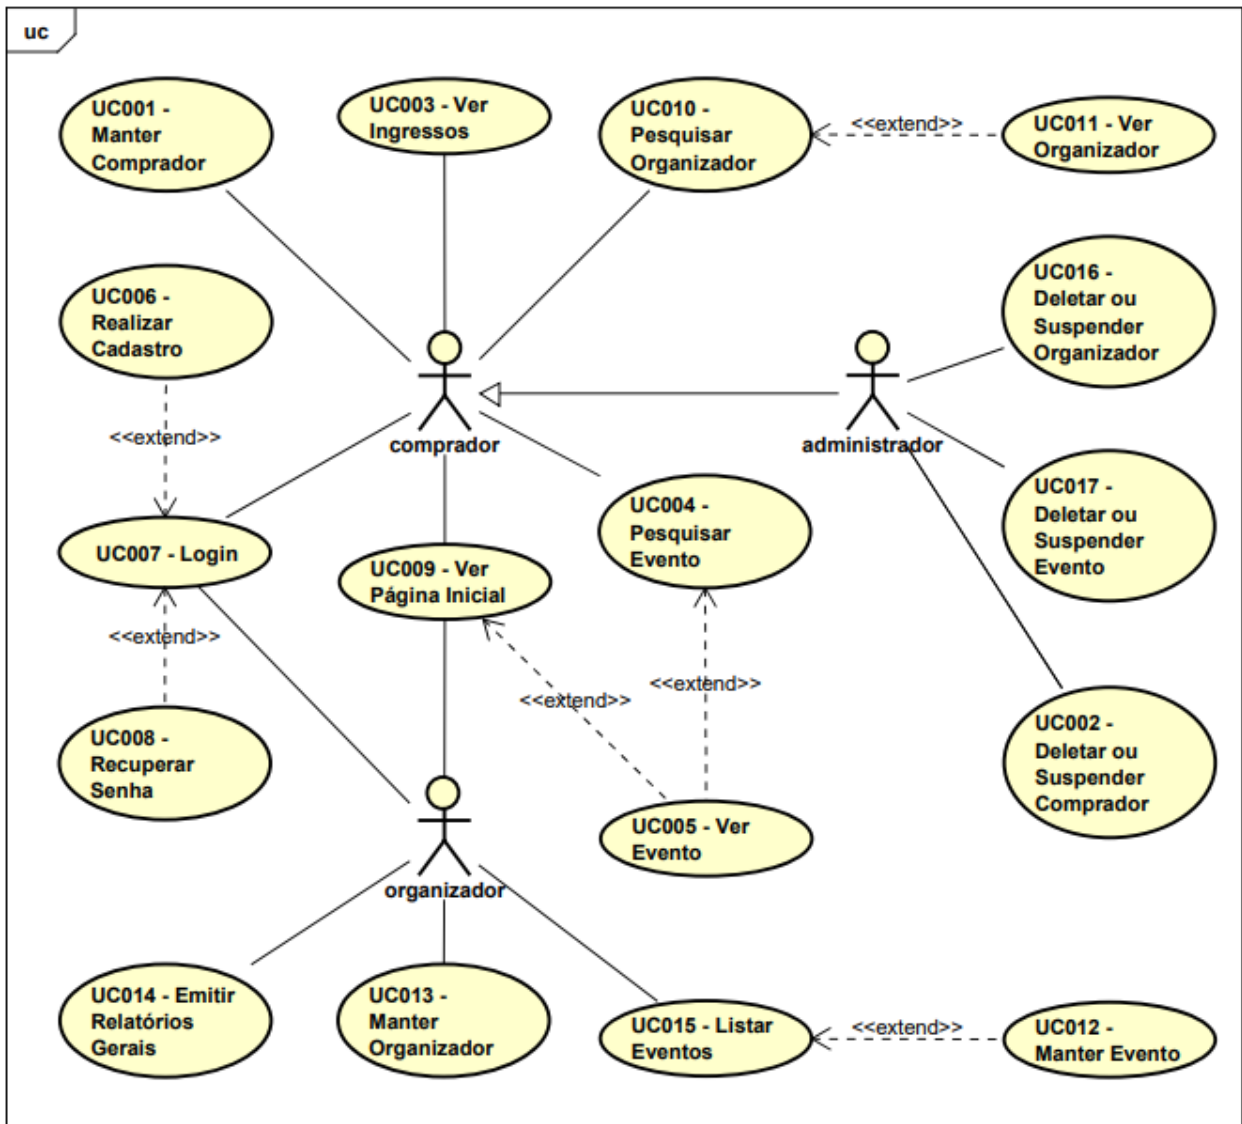 uc
UC001 -
Manter
Comprador
UC003 - Ver
Ingressos
UC010 -
Pesquisar
Organizador
<<extend>>
UC011 - Ver
Organizador
UC006 -
Realizar
Cadastro
<<extend>>
comprador
administrador
UC016 -
Deletar ou
Suspender
Organizador
UC007 - Login
UC009 - Ver
Página Inicial
UC004 -
Pesquisar
Evento
UC017 -
Deletar ou
Suspender
Evento
<<extend>>
<<extend>>
<<extend>>
UC008 -
Recuperar
Senha
UC005 - Ver
Evento
UC002 -
Deletar ou
Suspender
Comprador
organizador
UC014 - Emitir
Relatórios
Gerais
UC013 -
Manter
Organizador
UC015 - Listar
Eventos
<<extend>>
UC012 -
Manter Evento